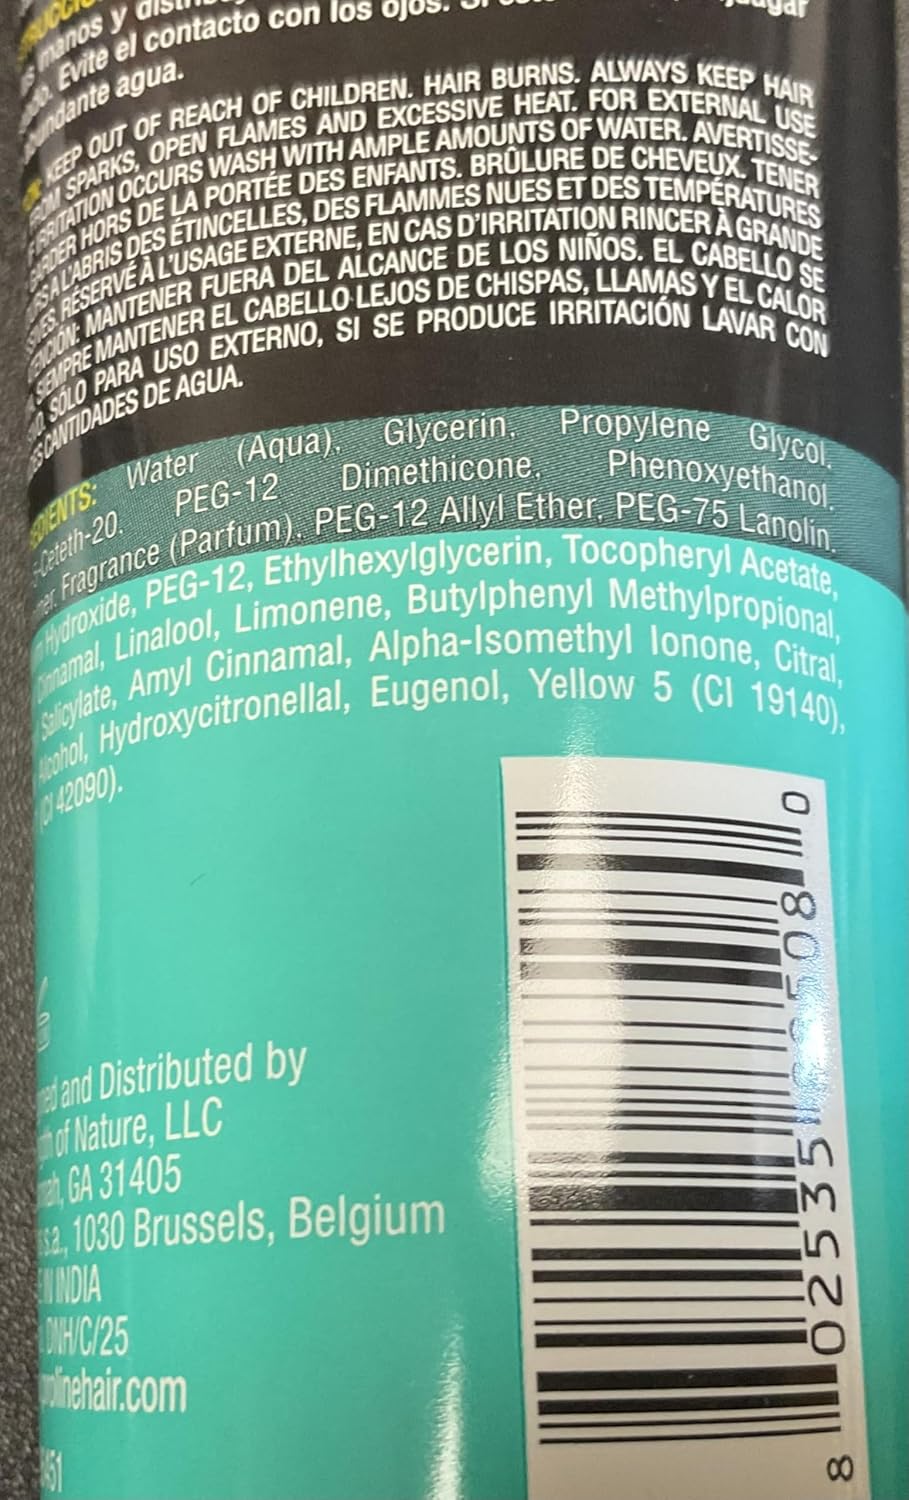 manos y
Evite el contacto con los ojos.
agua.
KEEP OUT OF REACH OF CHILDREN. HAIR BURNS. ALWAYS KEEP HAIR
SPARKS, OPEN FLAMES AND EXCESSIVE HEAT. FOR EXTERNAL USE
IRRITATION OCCURS WASH WITH AMPLE AMOUNTS OF WATER. AVERTISSE-
HORS DE LA PORTÉE DES ENFANTS. BRÛLURE DE CHEVEUX. TENER
A L'ABRIS DES ÉTINCELLES, DES FLAMMES NUES ET DES TEMPÉRATURES
RÉSERVÉ À L'USAGE EXTERNE, EN CAS D'IRRITATION RINCER À GRANDE
MANTENER FUERA DEL ALCANCE DE LOS NIÑOS. EL CABELLO SE
SIEMPRE MANTENER EL CABELLO LEJOS DE CHISPAS, LLAMAS Y EL CALOR
SÓLO PARA USO EXTERNO, SI SE PRODUCE IRRITACIÓN LAVAR CON
CANTIDADES DE AGUA.
Water (Aqua), Glycerin, Propylene Glycol,
Ceteth-20, PEG-12 Dimethicone, Phenoxyethanol,
Fragrance (Parfum), PEG-12 Allyl Ether, PEG-75 Lanolin,
Hydroxide, PEG-12, Ethylhexylglycerin, Tocopheryl Acetate,
Linalool, Limonene, Butylphenyl Methylpropional,
Salicylate, Amyl Cinnamal, Alpha-Isomethyl Ionone, Citral,
Alcohol, Hydroxycitronellal, Eugenol, Yellow 5 (CI 19140),
(CI 42090).
and Distributed by
of Nature, LLC
GA 31405
s.a., 1030 Brussels, Belgium
INDIA
DNH/C/25
linehair.com
8 02535 508 0